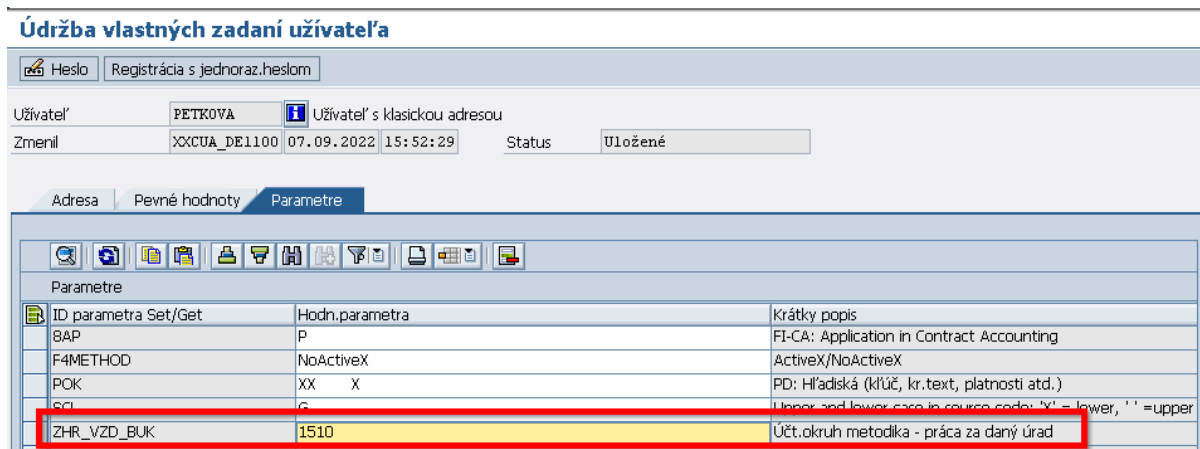 Údržba vlastných zadaní užívateľa
Heslo Registrácia s jednoraz.heslom
Užívateľ PETKOVA Užívateľ s klasickou adresou
Zmenil XXCUA_DE1100 07.09.2022 15:52:29 Status Uložené
Adresa Pevné hodnoty Parametre
Parametre
ID parametra Set/Get Hodn.parametra Krátky popis
8AP P FI-CA: Application in Contract Accounting
F4METHOD NoActiveX ActiveX/NoActiveX
POK XX X PD: Hľadiská (kľúč, kr.text, platnosti atď.)
SCL G Upper and lower case in source code: 'X' = lower, ' ' =upper
ZHR_VZD_BUK 1510 Účt.okruh metodika - práca za daný úrad